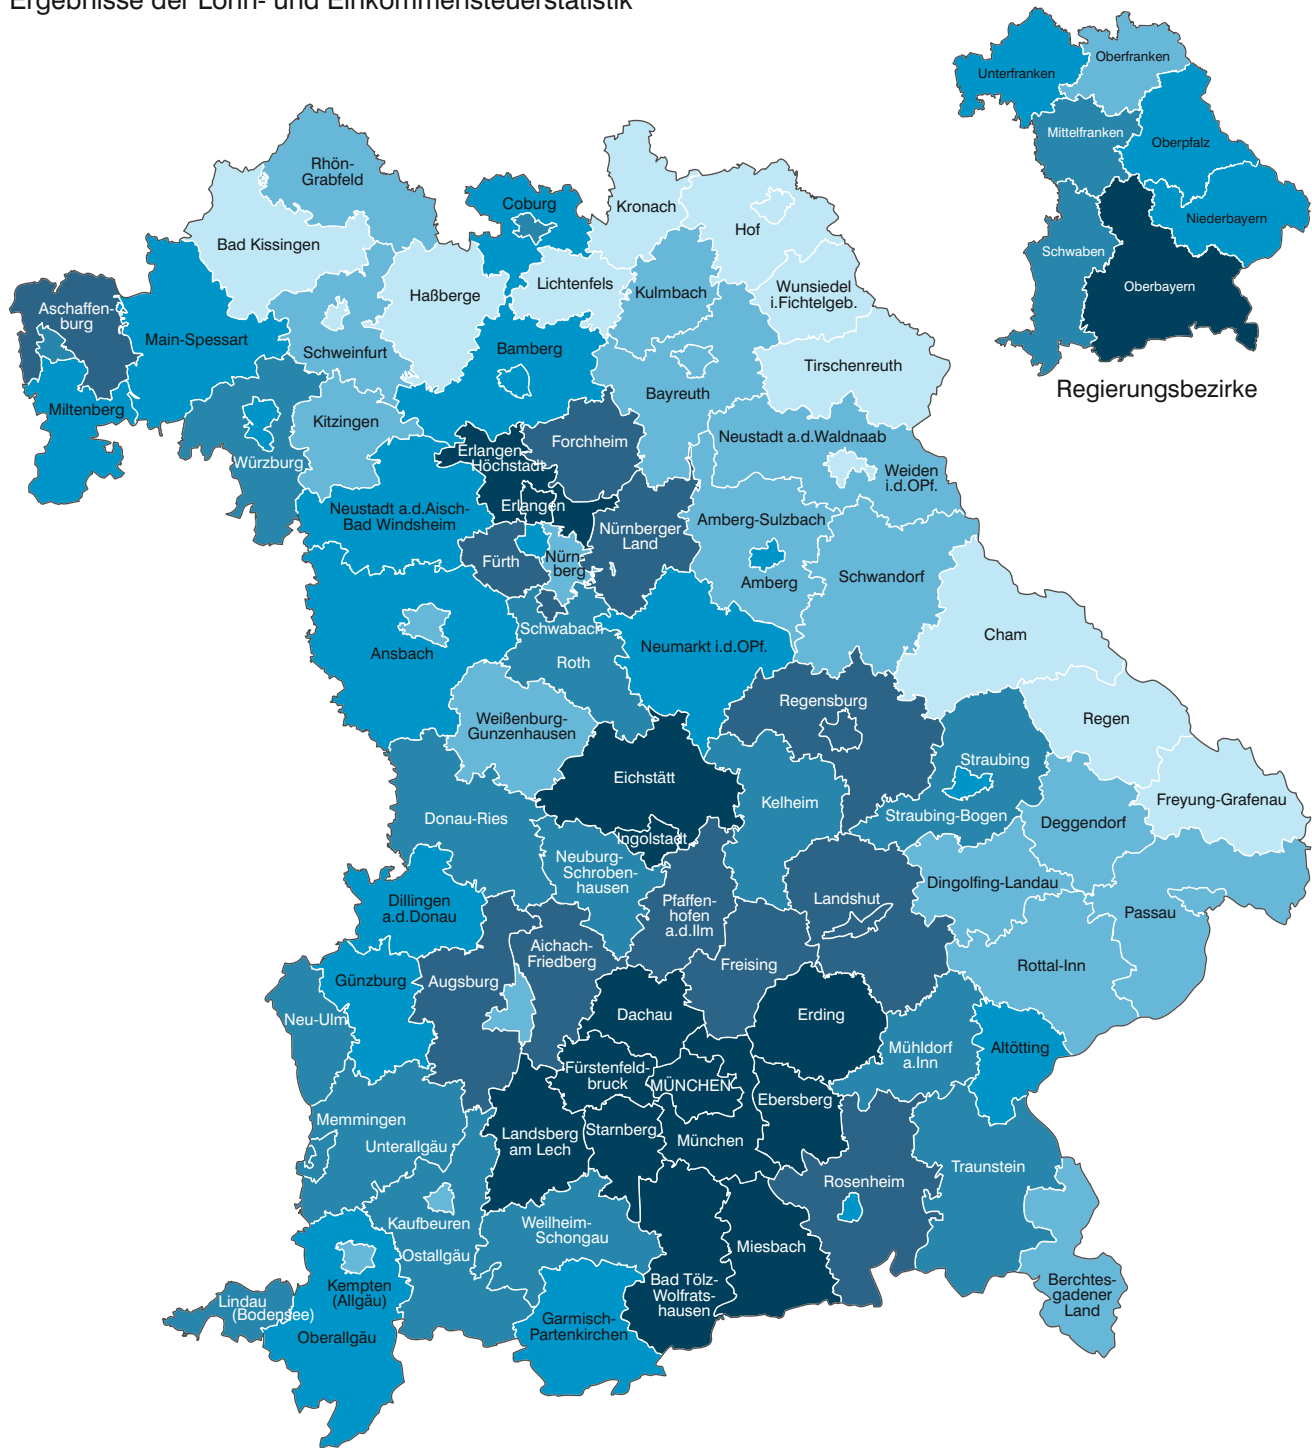 Ergebnisse der Lohn- und Einkommensteuerstatistik
Unterfranken
Oberfranken
Mittelfranken
Oberpfalz
Niederbayern
Schwaben
Oberbayern
Regierungsbezirke
Rhön-
Grabfeld
Coburg
Kronach
Hof
Bad Kissingen
Haßberge
Lichtenfels
Kulmbach
Wunsiedel
i.Fichtelgeb.
Aschaffen-
burg
Main-Spessart
Schweinfurt
Bamberg
Tirschenreuth
Miltenberg
Kitzingen
Bayreuth
Forchheim
Neustadt a.d.Waldnaab
Würzburg
Erlangen-
Höchstadt
Weiden
i.d.OPf.
Neustadt a.d.Aisch-
Bad Windsheim
Erlangen
Nürnberger
Land
Amberg-Sulzbach
Fürth
Nürn-
berg
Amberg
Schwandorf
Schwabach
Cham
Ansbach
Roth
Neumarkt i.d.OPf.
Regensburg
Regen
Weißenburg-
Gunzenhausen
Straubing
Eichstätt
Kelheim
Freyung-Grafenau
Donau-Ries
Straubing-Bogen
Deggendorf
Ingolstadt
Neuburg-
Schroben-
hausen
Dingolfing-Landau
Dillingen
a.d.Donau
Pfaffen-
hofen
a.d.Ilm
Landshut
Passau
Aichach-
Friedberg
Freising
Rottal-Inn
Günzburg
Augsburg
Neu-Ulm
Dachau
Erding
Mühldorf
a.Inn
Altötting
Fürstenfeld-
bruck
MÜNCHEN
Ebersberg
Memmingen
Unterallgäu
Landsberg
am Lech
Starnberg
München
Traunstein
Rosenheim
Kaufbeuren
Weilheim-
Schongau
Ostallgäu
Miesbach
Kempten
(Allgäu)
Bad Tölz-
Wolfrats-
hausen
Berchtes-
gadener
Land
Lindau
(Bodensee)
Oberallgäu
Garmisch-
Partenkirchen